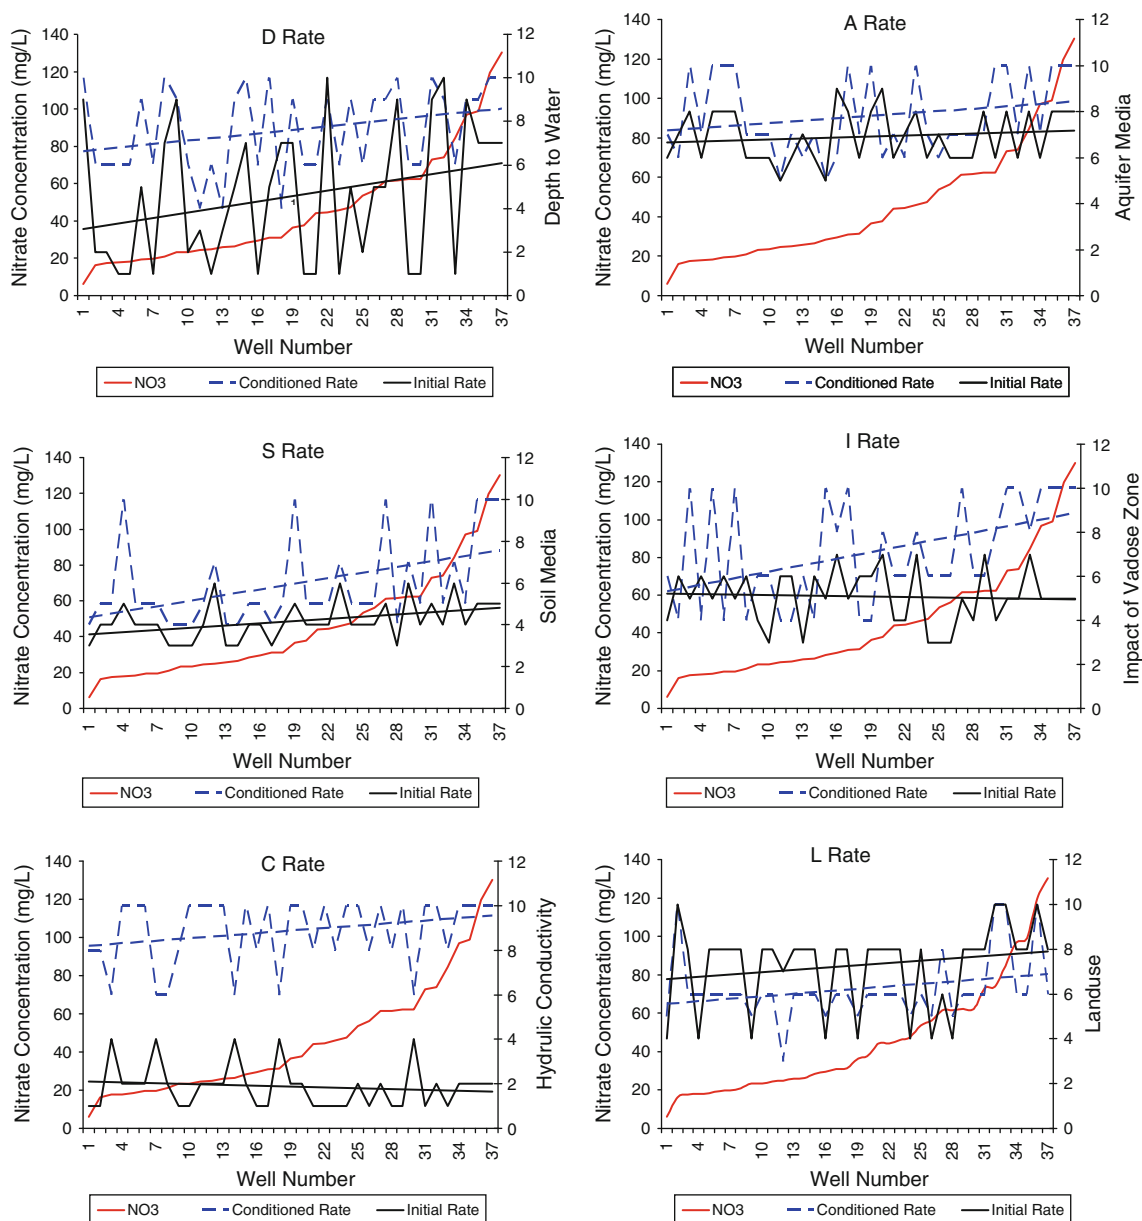 D Rate
Nitrate Concentration (mg/L)
140
120
100
80
60
40
20
0
12
10
8
6
4
2
0
Depth to Water
1 4 7 10 13 16 19 22 25 28 31 34 37
Well Number
NO3 Conditioned Rate Initial Rate
A Rate
Nitrate Concentration (mg/L)
140
120
100
80
60
40
20
0
12
10
8
6
4
2
0
Aquifer Media
1 4 7 10 13 16 19 22 25 28 31 34 37
Well Number
NO3 Conditioned Rate Initial Rate
S Rate
Nitrate Concentration (mg/L)
140
120
100
80
60
40
20
0
12
10
8
6
4
2
0
Soil Media
1 4 7 10 13 16 19 22 25 28 31 34 37
Well Number
NO3 Conditioned Rate Initial Rate
I Rate
Nitrate Concentration (mg/L)
140
120
100
80
60
40
20
0
12
10
8
6
4
2
0
Impact of Vadose Zone
1 4 7 10 13 16 19 22 25 28 31 34 37
Well Number
NO3 Conditioned Rate Initial Rate
C Rate
Nitrate Concentration (mg/L)
140
120
100
80
60
40
20
0
12
10
8
6
4
2
0
Hydrulic Conductivity
1 4 7 10 13 16 19 22 25 28 31 34 37
Well Number
NO3 Conditioned Rate Initial Rate
L Rate
Nitrate Concentration (mg/L)
140
120
100
80
60
40
20
0
12
10
8
6
4
2
0
Landuse
1 4 7 10 13 16 19 22 25 28 31 34 37
Well Number
NO3 Conditioned Rate Initial Rate